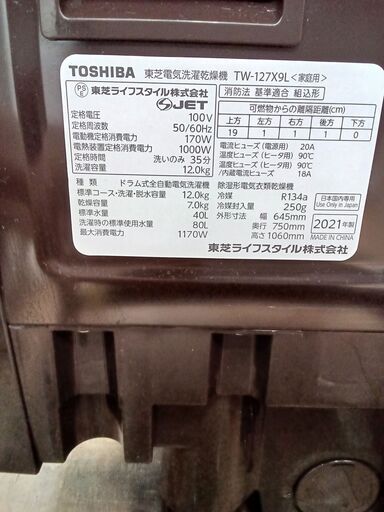 TOSHIBA 東芝電気洗濯乾燥機 TW-127X9L<家庭用>
PSE 東芝ライフスタイル株式会社
S JET
定格電圧 100V
定格周波数 50/60Hz
電動機定格消費電力 170W
電熱装置定格消費電力 1000W
定格時間 洗いのみ 35分
洗濯容量 12.0kg
消防法 基準適合 組込形
可燃物からの離隔距離(cm)
上方 左方 右方 前方 後方 下方
19 1 1 1 0
電流ヒューズ(電源用) 20A
温度ヒューズ(ヒータ用) 90℃
温度ヒューズ(ヒータ用) 90℃
/内蔵電流ヒューズ 18A
種類 ドラム式全自動電気洗濯機
標準コース・洗濯・脱水容量 12.0kg
乾燥容量 7.0kg
標準水量 40L
洗濯時の標準使用水量 80L
最大消費電力 1170W
除湿形電気衣類乾燥機
冷媒 R134a
冷媒封入量 250g
外形寸法 幅 645mm
奥行 750mm
高さ 1060mm
日本国内専用
Use Only in Japan
2021年製
MADE IN CHINA
東芝ライフスタイル株式会社